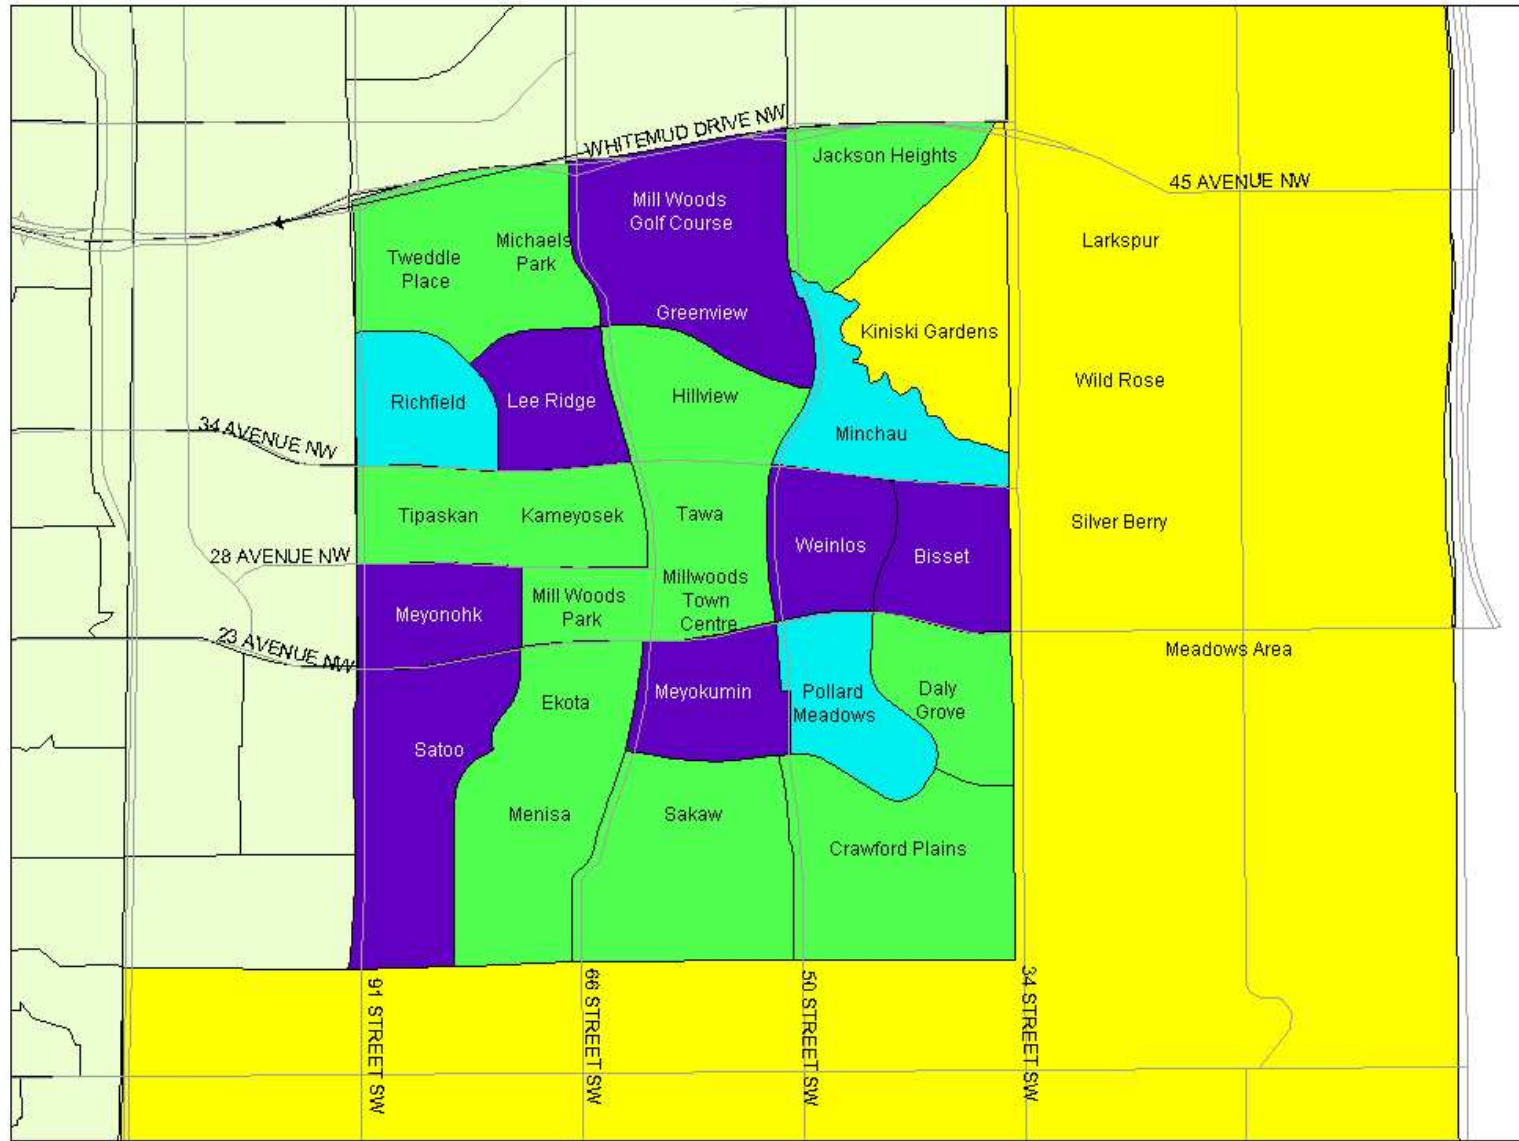 WHITEMUD DRIVE NW
Jackson Heights
45 AVENUE NW
Mill Woods
Golf Course
Michaels
Park
Tweddle
Place
Larkspur
Greenview
Kiniski Gardens
Richfield
Lee Ridge
Hillview
Wild Rose
34 AVENUE NW
Minchau
Tipaskan
Kameyosek
Tawa
Silver Berry
Weinlos
Bisset
28 AVENUE NW
Millwoods
Town
Centre
Mill Woods
Park
Meyonohk
23 AVENUE NW
Meadows Area
Ekota
Meyokumin
Pollard
Meadows
Daly
Grove
Satoo
Menisa
Sakaw
Crawford Plains
91 STREET SW
66 STREET SW
50 STREET SW
34 STREET SW